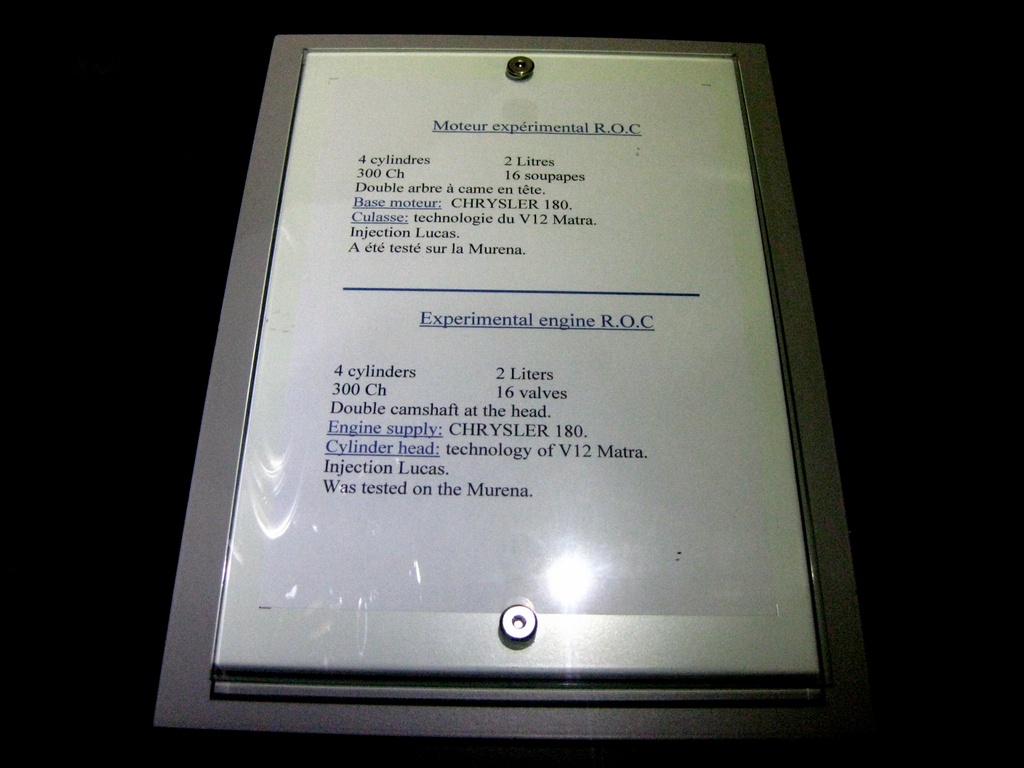 Moteur expérimental R.O.C
4 cylindres 2 Litres
300 Ch 16 soupapes
Double arbre à came en tête.
Base moteur: CHRYSLER 180.
Culasse: technologie du V12 Matra.
Injection Lucas.
A été testé sur la Murena.
Experimental engine R.O.C
4 cylinders 2 Liters
300 Ch 16 valves
Double camshaft at the head.
Engine supply: CHRYSLER 180.
Cylinder head: technology of V12 Matra.
Injection Lucas.
Was tested on the Murena.